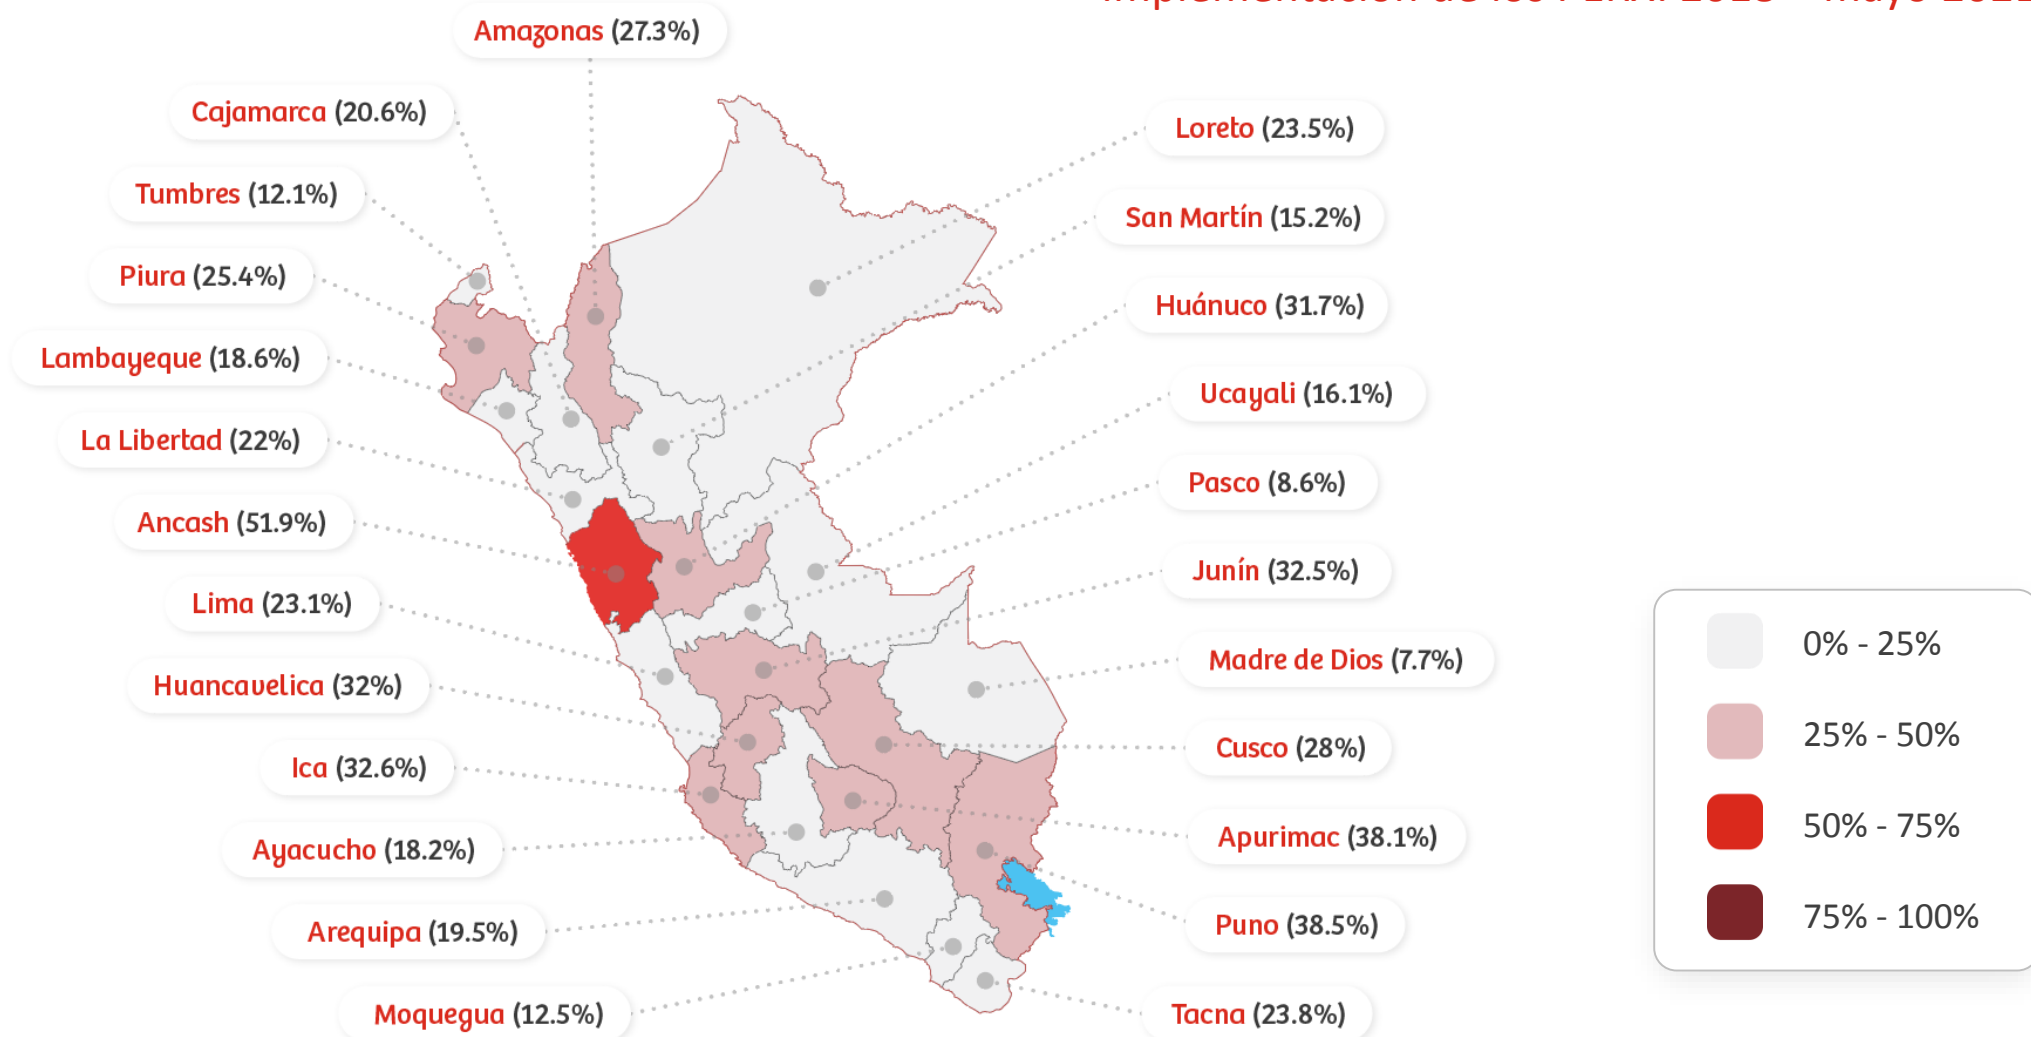 Amazonas (27.3%)
Cajamarca (20.6%)
Tumbres (12.1%)
Piura (25.4%)
Lambayeque (18.6%)
La Libertad (22%)
Ancash (51.9%)
Lima (23.1%)
Huancavelica (32%)
Ica (32.6%)
Ayacucho (18.2%)
Arequipa (19.5%)
Moquegua (12.5%)
Loreto (23.5%)
San Martín (15.2%)
Huánuco (31.7%)
Ucayali (16.1%)
Pasco (8.6%)
Junín (32.5%)
Madre de Dios (7.7%)
Cusco (28%)
Apurimac (38.1%)
Puno (38.5%)
Tacna (23.8%)
0% - 25%
25% - 50%
50% - 75%
75% - 100%